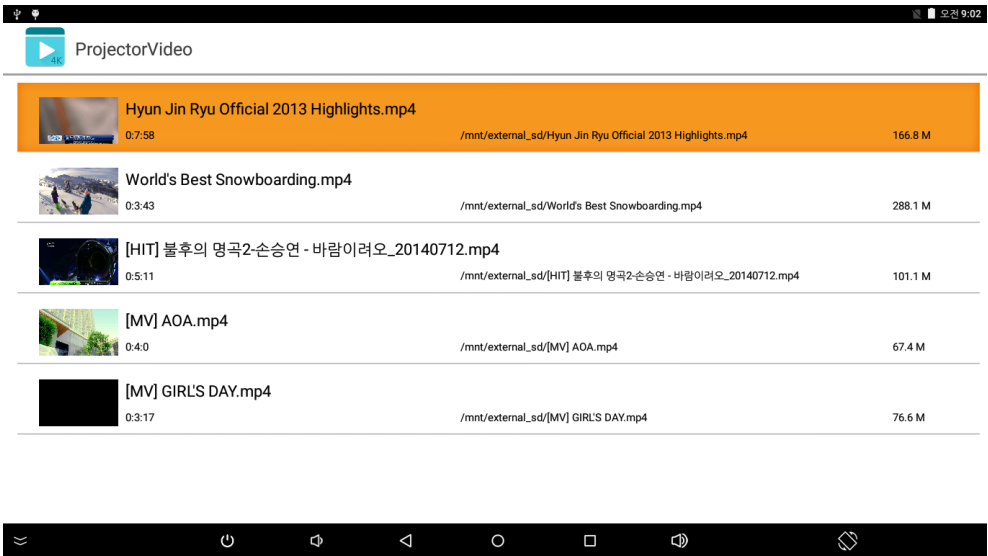 오전 9:02
4K
ProjectorVideo
Hyun Jin Ryu Official 2013 Highlights.mp4
0:7:58 /mnt/external_sd/Hyun Jin Ryu Official 2013 Highlights.mp4 166.8 M
World's Best Snowboarding.mp4
0:3:43 /mnt/external_sd/World's Best Snowboarding.mp4 288.1 M
[HIT] 불후의 명곡2-손승연 - 바람이려오_20140712.mp4
0:5:11 /mnt/external_sd/[HIT] 불후의 명곡2-손승연 - 바람이려오_20140712.mp4 101.1 M
[MV] AOA.mp4
0:4:0 /mnt/external_sd/[MV] AOA.mp4 67.4 M
[MV] GIRL'S DAY.mp4
0:3:17 /mnt/external_sd/[MV] GIRL'S DAY.mp4 76.6 M